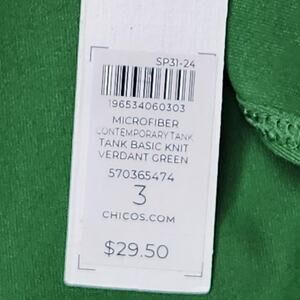 SP31-24
196534060303
MICROFIBER
CONTEMPORARY TANK
TANK BASIC KNIT
VERDANT GREEN
570365474
3
CHICOS.COM
$29.50